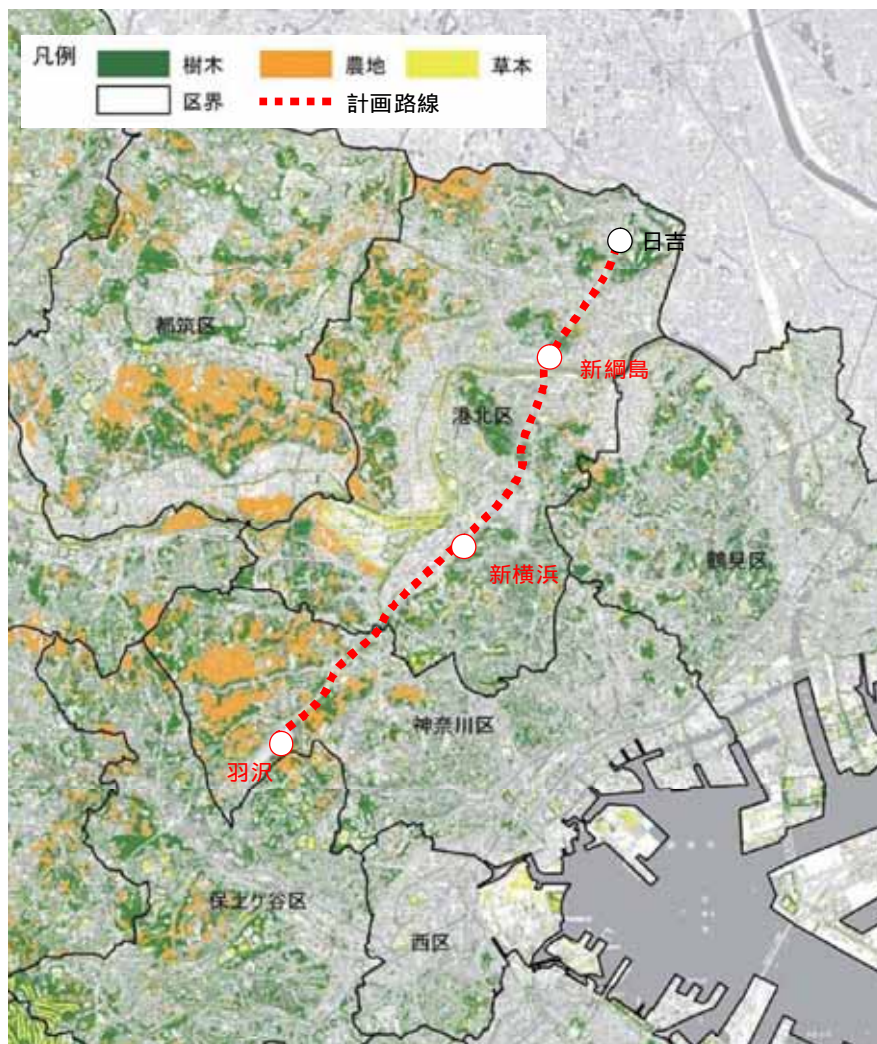 凡例
樹木 農地 草本
区界 計画路線
日吉
都筑区
新綱島
港北区
鶴見区
新横浜
神奈川区
羽沢
保土ケ谷区
西区